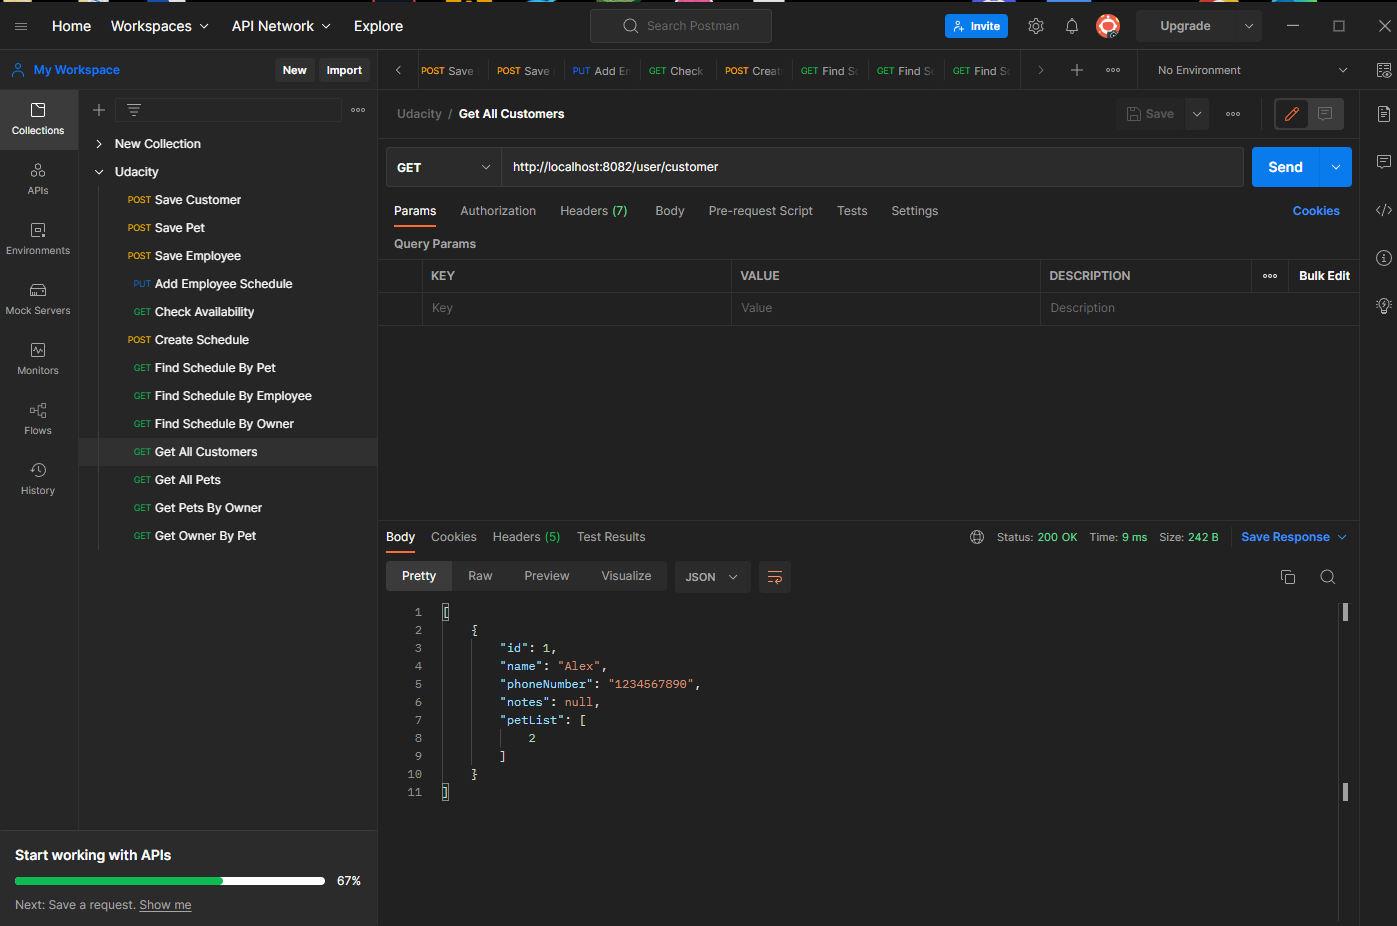 Home Workspaces API Network Explore Search Postman Invite Upgrade
My Workspace New Import
POST Save POST Save PUT Add En GET Check POST Creat GET Find Sc GET Find Sc GET Find Sc No Environment
Collections
APIs
Environments
Mock Servers
Monitors
Flows
History
New Collection
Udacity
POST Save Customer
POST Save Pet
POST Save Employee
PUT Add Employee Schedule
GET Check Availability
POST Create Schedule
GET Find Schedule By Pet
GET Find Schedule By Employee
GET Find Schedule By Owner
GET Get All Customers
GET Get All Pets
GET Get Pets By Owner
GET Get Owner By Pet
Start working with APIs
67%
Next: Save a request. Show me
Udacity / Get All Customers Save
GET http://localhost:8082/user/customer Send
Params Authorization Headers (7) Body Pre-request Script Tests Settings Cookies
Query Params
KEY VALUE DESCRIPTION Bulk Edit
Key Value Description
Body Cookies Headers (5) Test Results Status: 200 OK Time: 9 ms Size: 242 B Save Response
Pretty Raw Preview Visualize JSON
1 [
2 {
3 "id": 1,
4 "name": "Alex",
5 "phoneNumber": "1234567890",
6 "notes": null,
7 "petList": [
8 2
9 ]
10 }
11 ]